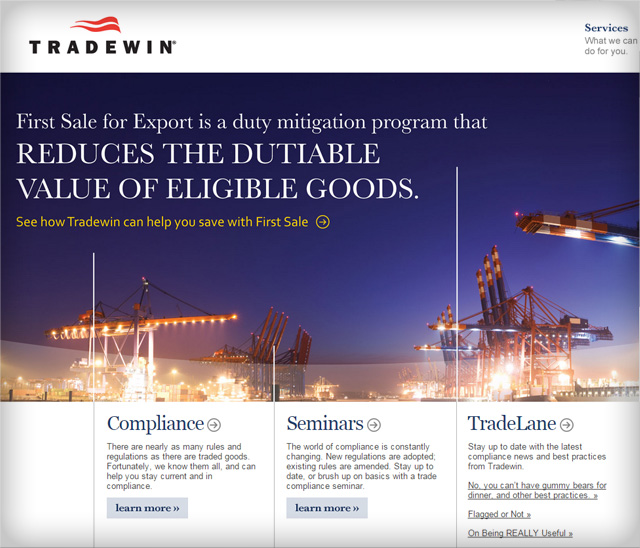 TRADEWIN®
Services
What we can
do for you.
First Sale for Export is a duty mitigation program that
REDUCES THE DUTIABLE
VALUE OF ELIGIBLE GOODS.
See how Tradewin can help you save with First Sale
Compliance
There are nearly as many rules and
regulations as there are traded goods.
Fortunately, we know them all, and can
help you stay current and in
compliance.
learn more »
Seminars
The world of compliance is constantly
changing. New regulations are adopted;
existing rules are amended. Stay up to
date, or brush up on basics with a trade
compliance seminar.
learn more »
TradeLane
Stay up to date with the latest
compliance news and best practices
from Tradewin.
No, you can't have gummy bears for
dinner, and other best practices. »
Flagged or Not »
On Being REALLY Useful »